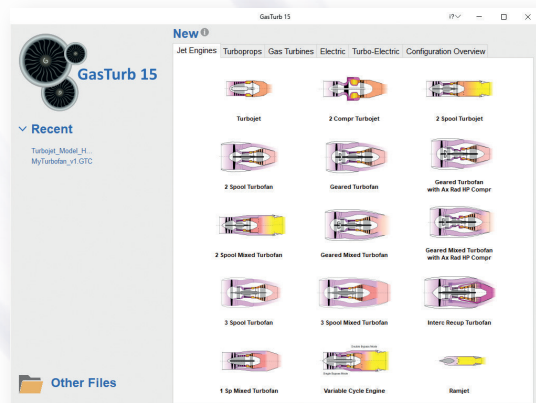 GasTurb 15
New
Jet Engines Turboprops Gas Turbines Electric Turbo-Electric Configuration Overview
GasTurb 15
Recent
Turbojet_Model_H...
MyTurbofan_v1.GTC
Turbojet
2 Compr Turbojet
2 Spool Turbojet
2 Spool Turbofan
Geared Turbofan
Geared Turbofan
with Ax Rad HP Compr
2 Spool Mixed Turbofan
Geared Mixed Turbofan
Geared Mixed Turbofan
with Ax Rad HP Compr
3 Spool Turbofan
3 Spool Mixed Turbofan
Interc Recup Turbofan
1 Sp Mixed Turbofan
Variable Cycle Engine
Ramjet
Other Files